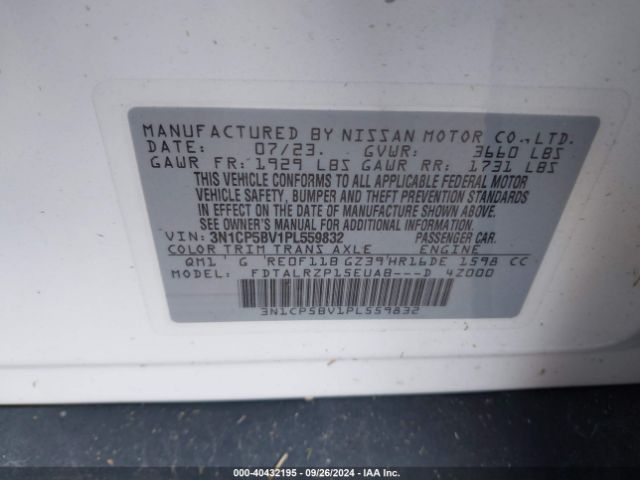 MANUFACTURED BY NISSAN MOTOR CO.,LTD.
DATE: 07/23. GVWR: 3660 LBS
GAWR FR: 1929 LBS GAWR RR: 1731 LBS
THIS VEHICLE CONFORMS TO ALL APPLICABLE FEDERAL MOTOR
VEHICLE SAFETY, BUMPER AND THEFT PREVENTION STANDARDS
IN EFFECT ON THE DATE OF MANUFACTURE SHOWN ABOVE.
SEE OWNER'S MANUAL FOR ADDITIONAL INFORMATION.
VIN: 3N1CP5BV1PL559832 PASSENGER CAR.
COLOR TRIM TRANS AXLE ENGINE
QM1 G RE0F11B GZ39 HR16DE 1598 CC
MODEL: FDTALRZP15EUAB---D 4Z000
3N1CP5BV1PL559832
000-40432195 - 09/26/2024 - IAA Inc.